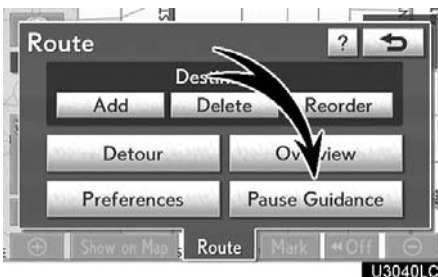 Route ?
Add Delete Reorder
Detour
Preferences Pause Guidance
Show on Map Route Mark Off
U3040LC